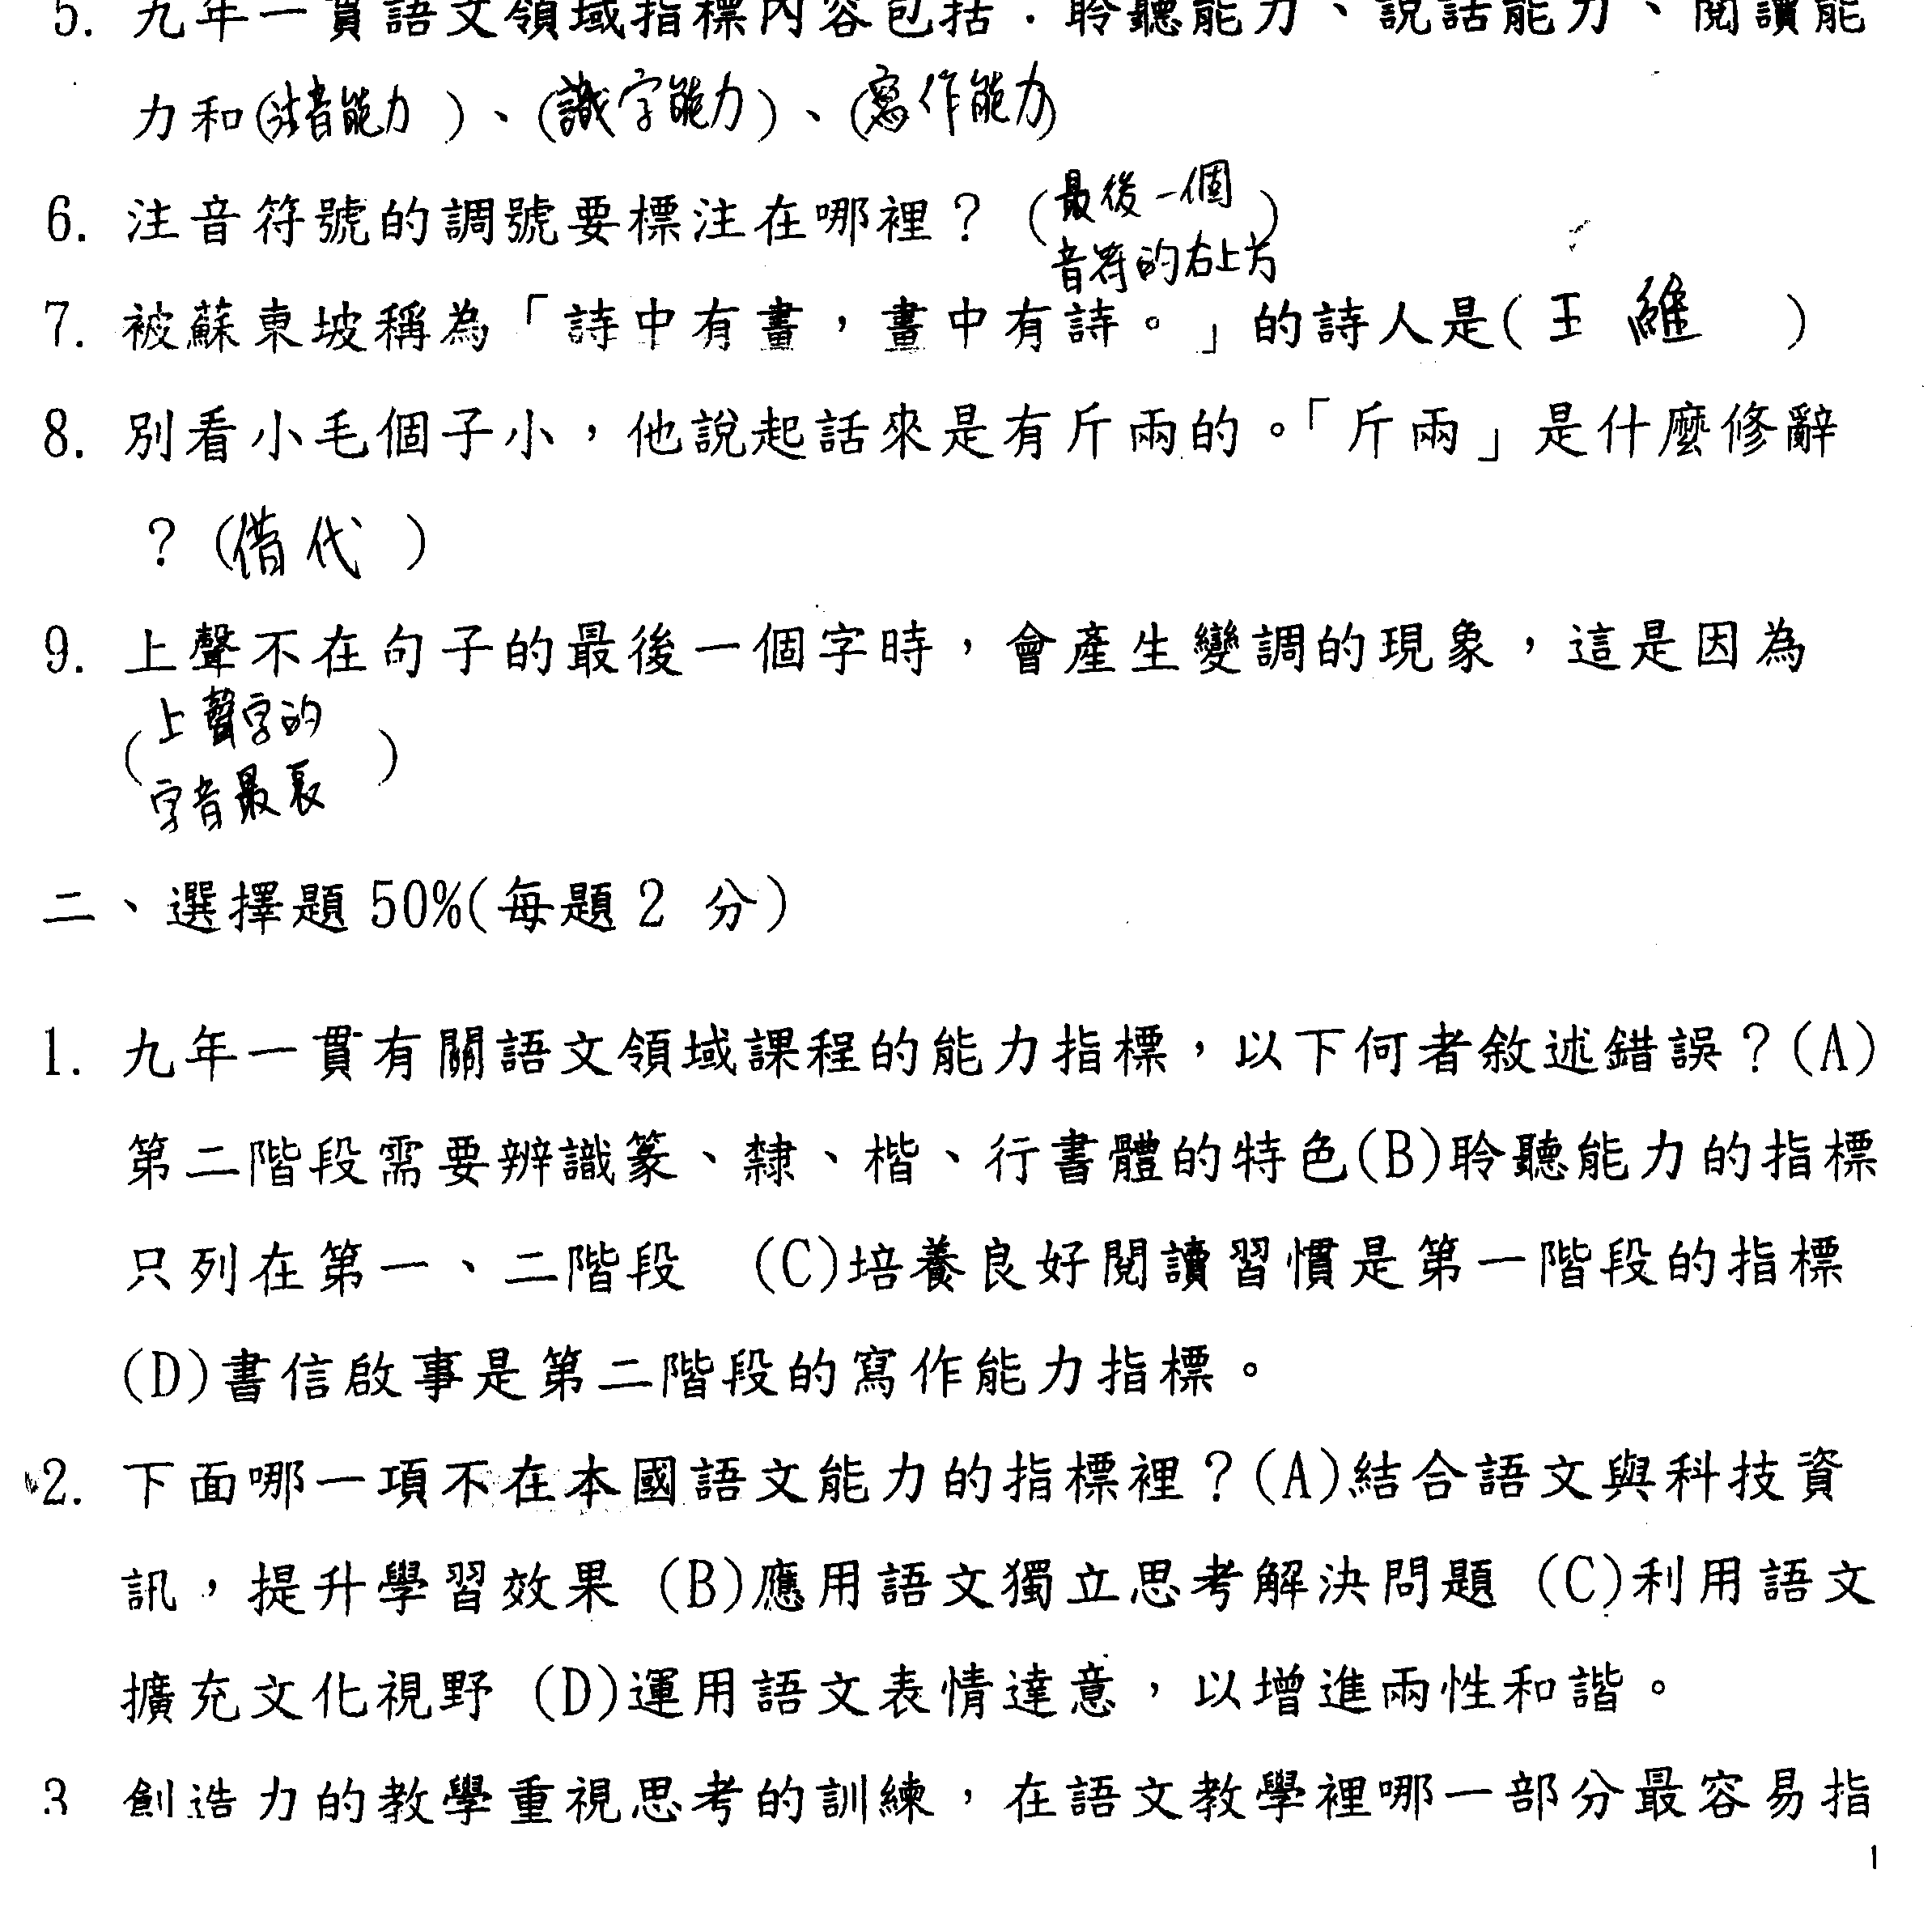 5. 九年一貫語文領域指標內容包括：聆聽能力、說話能力、閱讀能
力和(注音能力 )、(識字能力)、(寫作能力)
6. 注音符號的調號要標注在哪裡？(最後一個
音符的右上方)
7. 被蘇東坡稱為「詩中有畫，畫中有詩。」的詩人是(王維 )
8. 別看小毛個子小，他說起話來是有斤兩的。「斤兩」是什麼修辭
？(借代 )
9. 上聲不在句子的最後一個字時，會產生變調的現象，這是因為
(上聲字的
字音最長 )
二、選擇題50%(每題2 分)
1. 九年一貫有關語文領域課程的能力指標，以下何者敘述錯誤？(A)
第二階段需要辨識篆、隸、楷、行書體的特色(B)聆聽能力的指標
只列在第一、二階段 (C)培養良好閱讀習慣是第一階段的指標
(D)書信啟事是第二階段的寫作能力指標。
2. 下面哪一項不在本國語文能力的指標裡？(A)結合語文與科技資
訊，提升學習效果 (B)應用語文獨立思考解決問題 (C)利用語文
擴充文化視野 (D)運用語文表情達意，以增進兩性和諧。
3 創造力的教學重視思考的訓練，在語文教學裡哪一部分最容易指
1